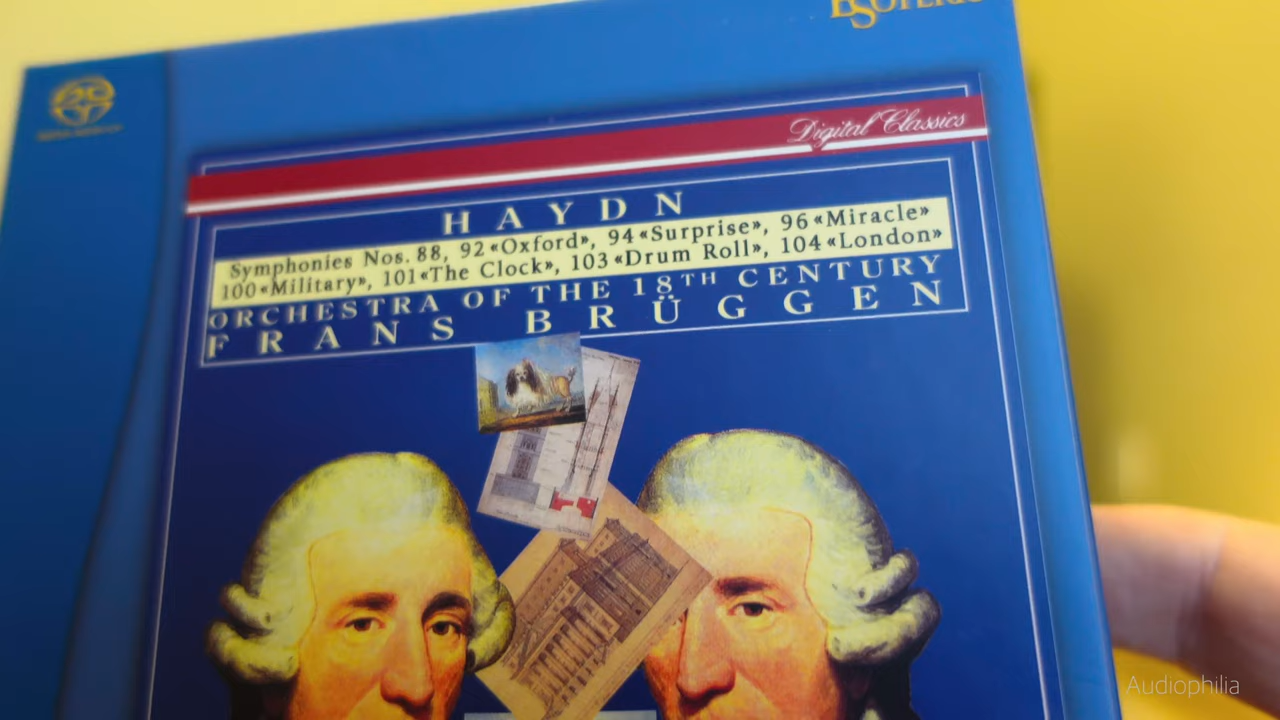 ESOTERIC
Digital Classics
HAYDN
Symphonies Nos. 88, 92 «Oxford», 94 «Surprise», 96 «Miracle»
100 «Military», 101 «The Clock», 103 «Drum Roll», 104 «London»
ORCHESTRA OF THE 18TH CENTURY
FRANS BRÜGGEN
Audiophilia